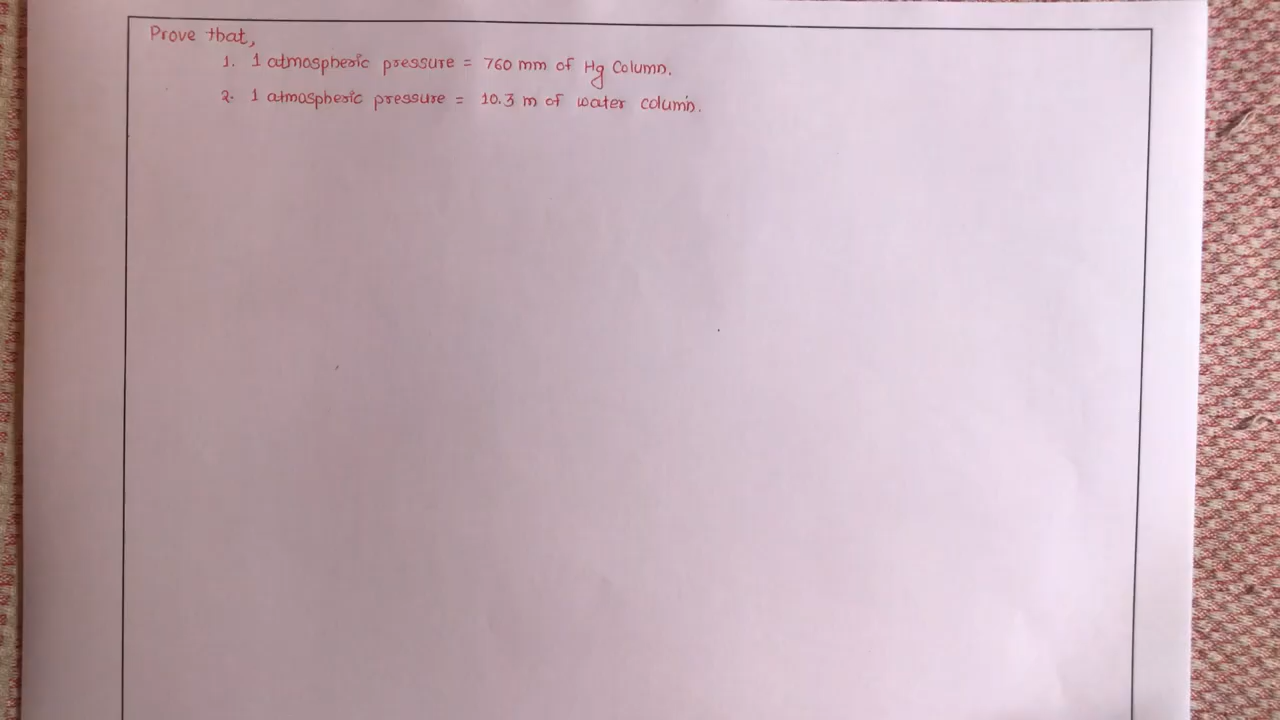 Prove that,
1. 1 atmospheric pressure = 760 mm of Hg Column.
2. 1 atmospheric pressure = 10.3 m of water column.